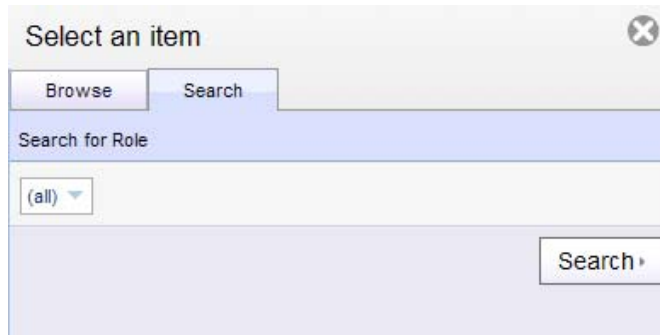 Select an item
Browse Search
Search for Role
(all)
Search